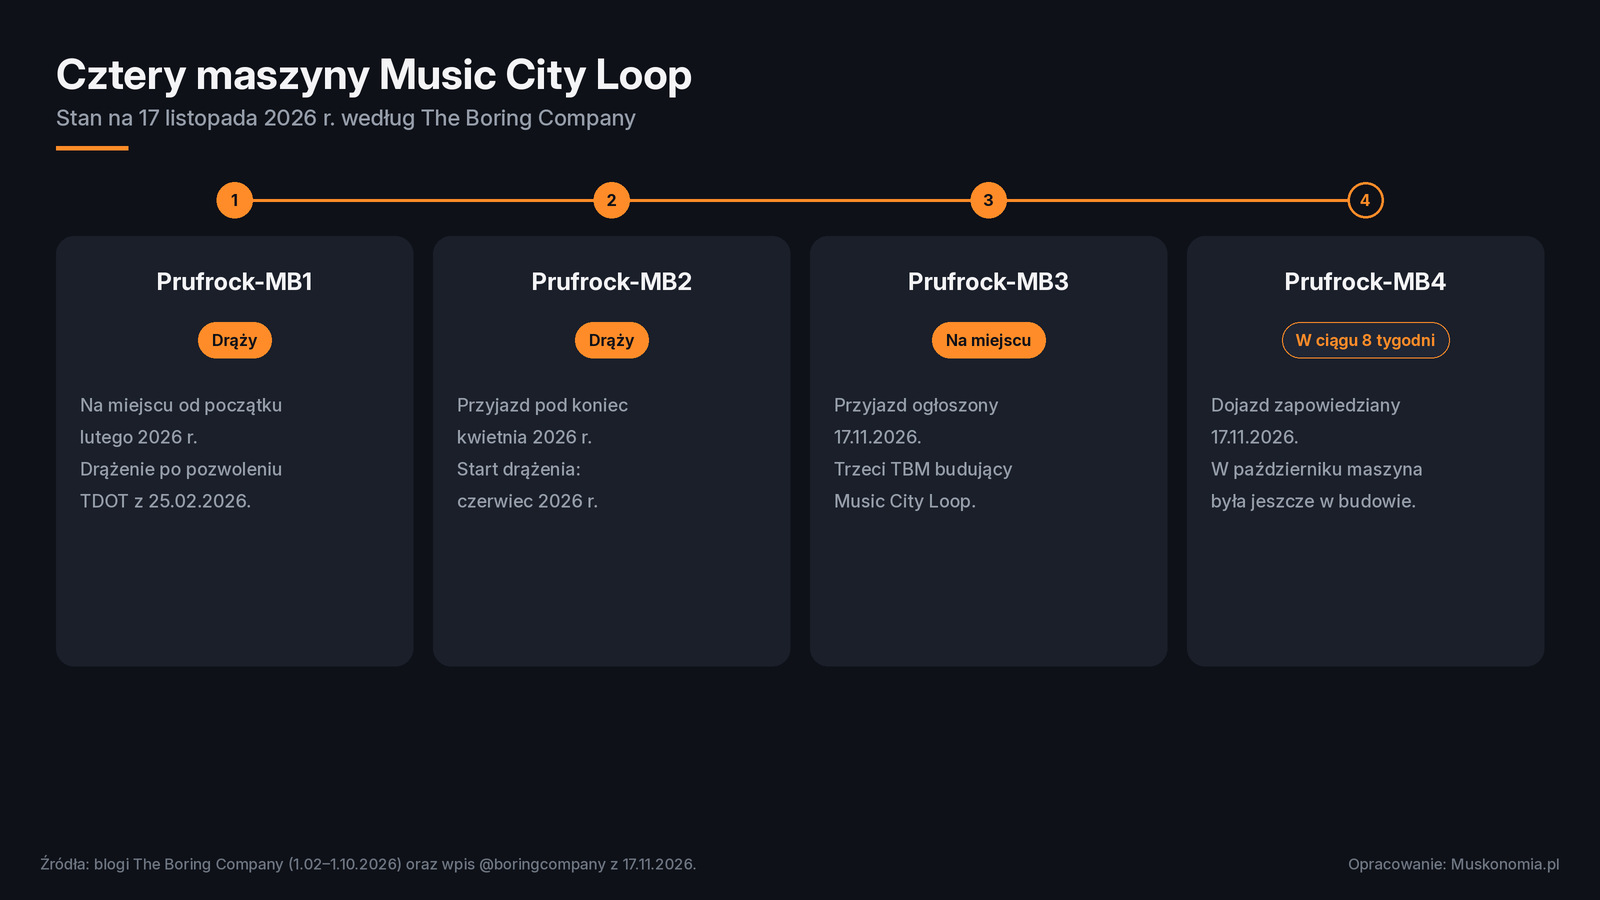 Cztery maszyny Music City Loop
Stan na 17 listopada 2026 r. według The Boring Company
1
2
3
4
Prufrock-MB1
Drąży
Na miejscu od początku
lutego 2026 r.
Drążenie po pozwoleniu
TDOT z 25.02.2026.
Prufrock-MB2
Drąży
Przyjazd pod koniec
kwietnia 2026 r.
Start drążenia:
czerwiec 2026 r.
Prufrock-MB3
Na miejscu
Przyjazd ogłoszony
17.11.2026.
Trzeci TBM budujący
Music City Loop.
Prufrock-MB4
W ciągu 8 tygodni
Dojazd zapowiedziany
17.11.2026.
W październiku maszyna
była jeszcze w budowie.
Źródła: blogi The Boring Company (1.02–1.10.2026) oraz wpis @boringcompany z 17.11.2026.
Opracowanie: Muskonomia.pl